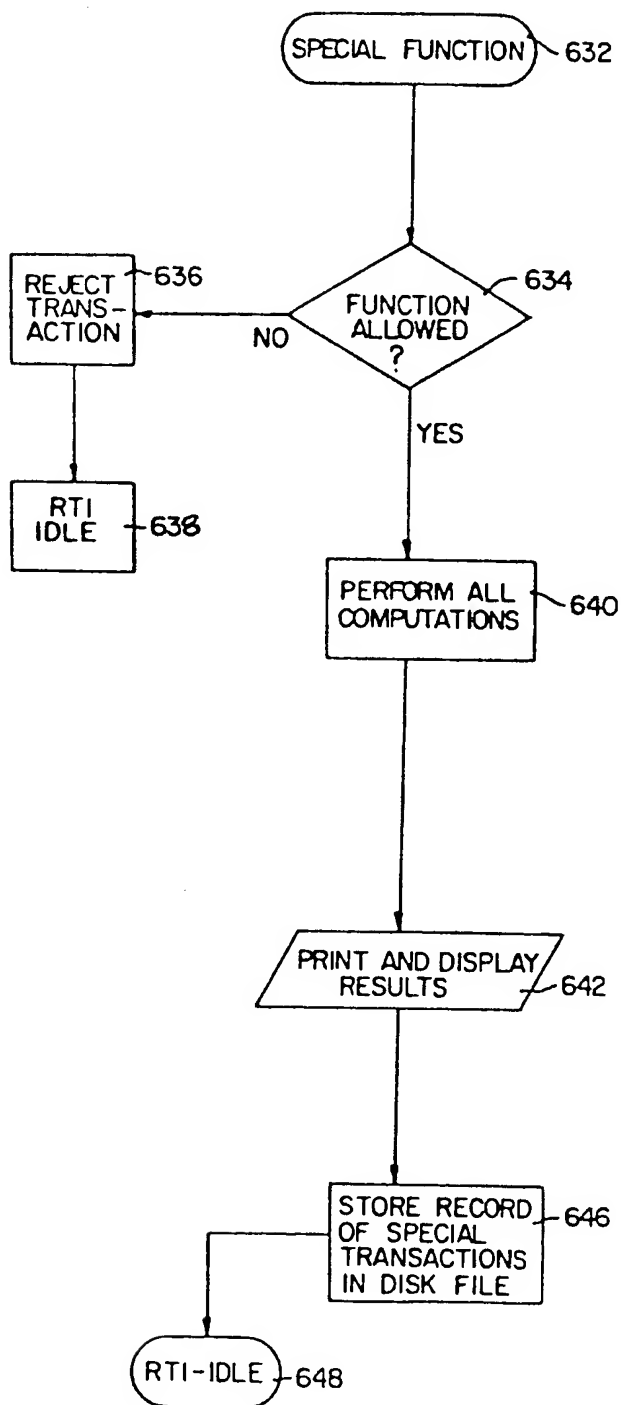 SPECIAL FUNCTION
632
FUNCTION
ALLOWED
?
634
NO
REJECT
TRANS-
ACTION
636
RTI
IDLE
638
YES
PERFORM ALL
COMPUTATIONS
640
PRINT AND DISPLAY
RESULTS
642
STORE RECORD
OF SPECIAL
TRANSACTIONS
IN DISK FILE
646
RTI-IDLE
648